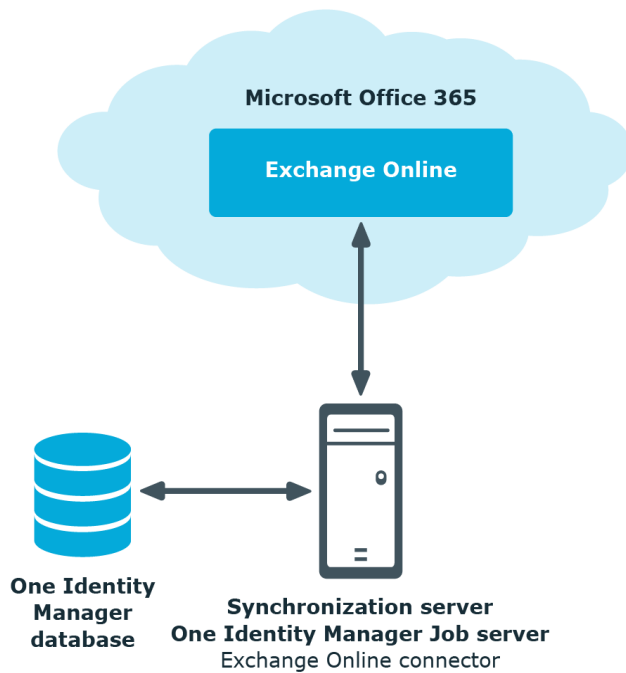 Microsoft Office 365
Exchange Online
One Identity
Manager
database
Synchronization server
One Identity Manager Job server
Exchange Online connector